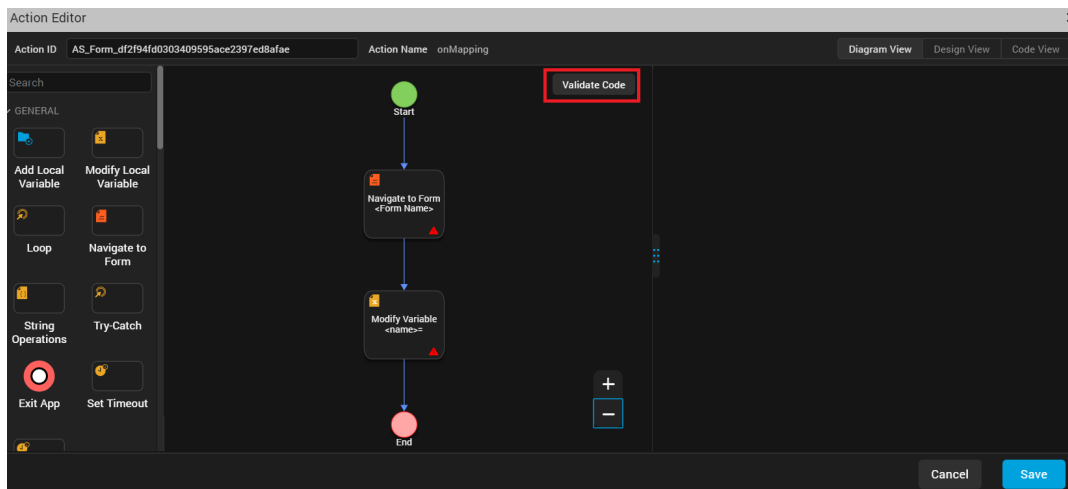 Action Editor
Action ID AS_Form_df2f94fd0303409595ace2397ed8afae Action Name onMapping Diagram View Design View Code View
Search
GENERAL
Add Local
Variable
Modify Local
Variable
Loop
Navigate to
Form
String
Operations
Try-Catch
Exit App
Set Timeout
Validate Code
Start
Navigate to Form
<Form Name>
Modify Variable
<name>=
End
Cancel Save